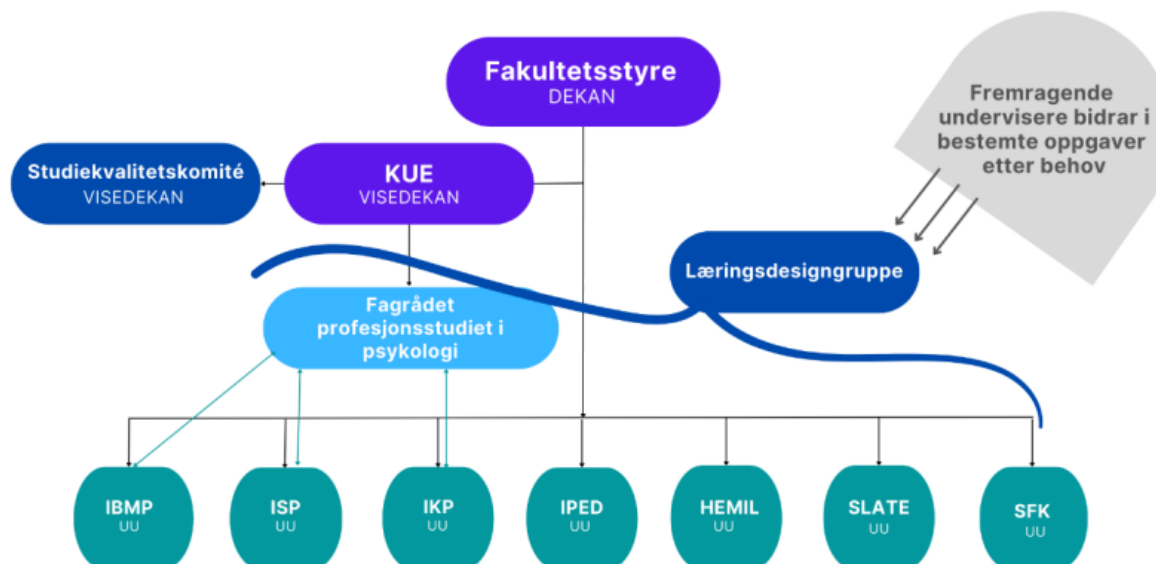 Fakultetsstyre
DEKAN
Fremragende
undervisere bidrar i
bestemte oppgaver
etter behov
Studiekvalitetskomité
VISEDEKAN
KUE
VISEDEKAN
Læringsdesigngruppe
Fagrådet
profesjonsstudiet i
psykologi
IBMP
UU
ISP
UU
IKP
UU
IPED
UU
HEMIL
UU
SLATE
UU
SFK
UU